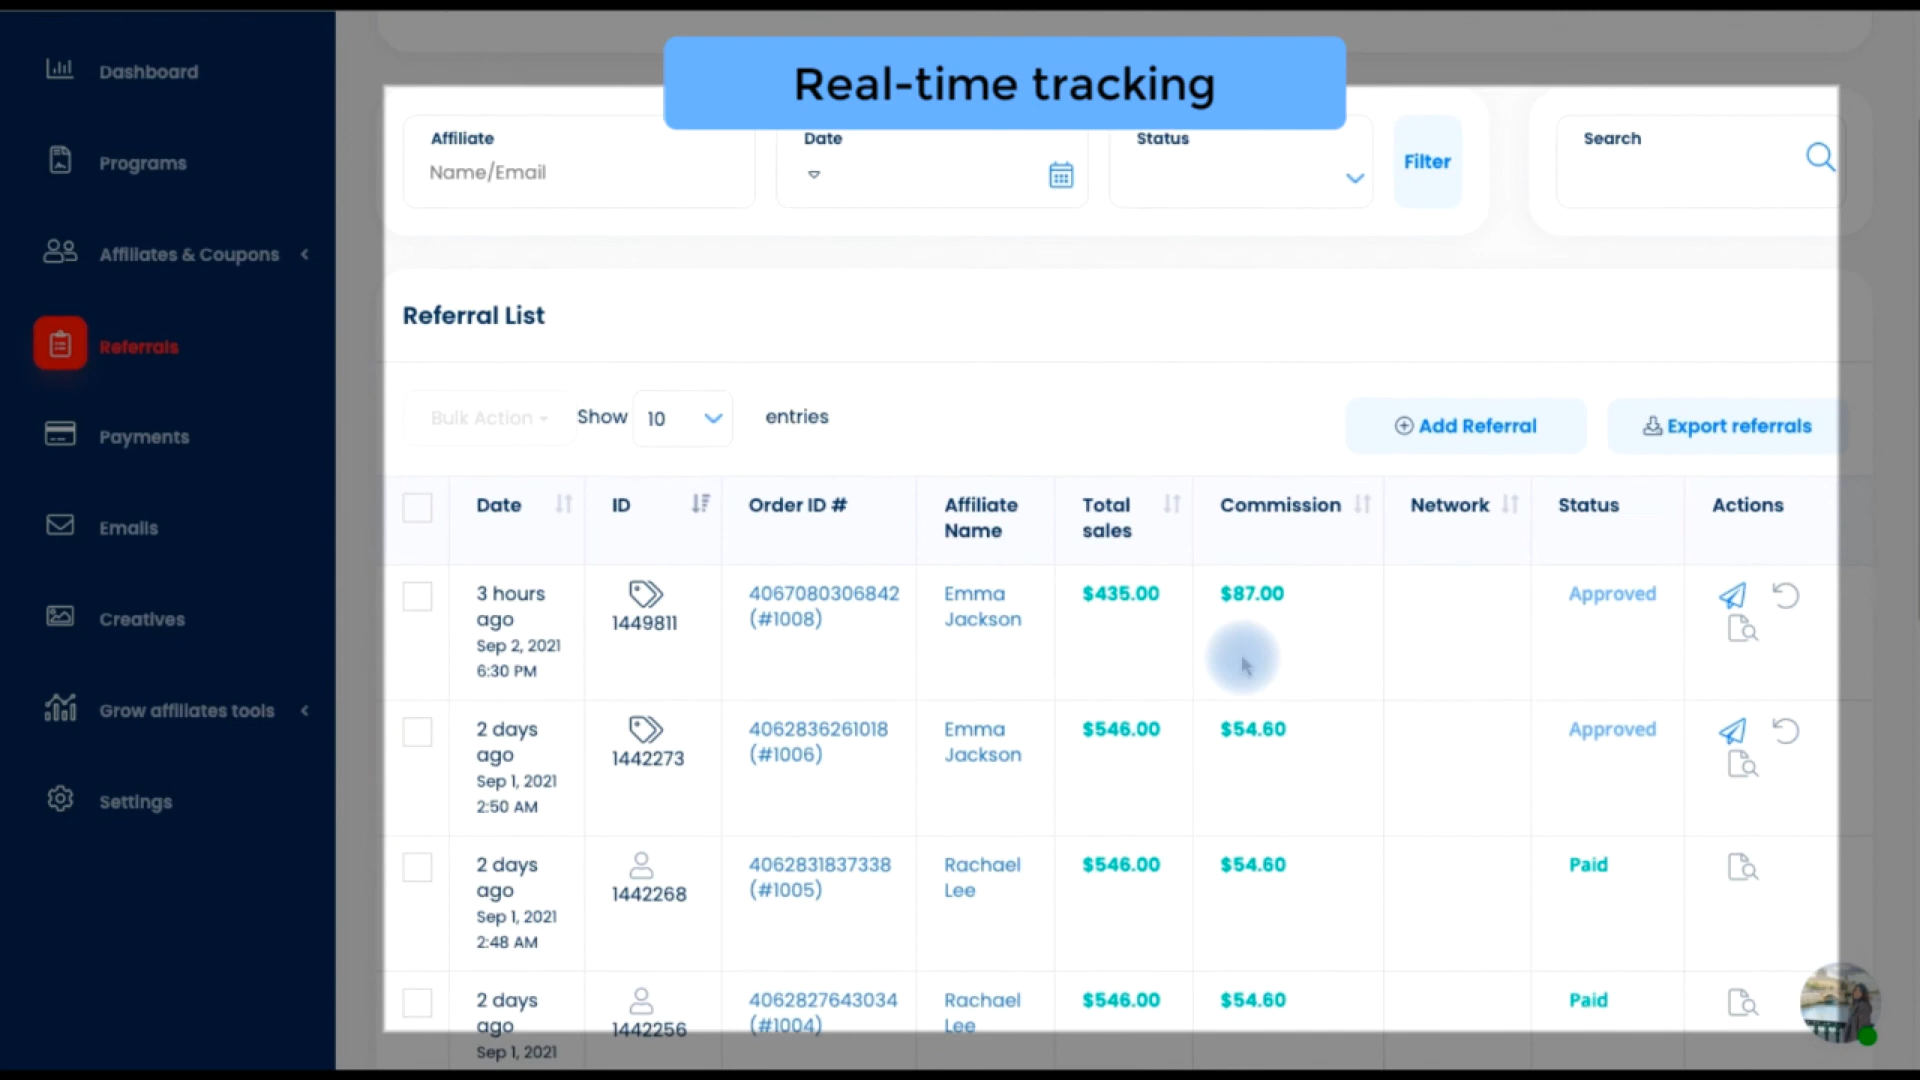 Real-time tracking
Dashboard
Programs
Affiliates & Coupons
Referrals
Payments
Emails
Creatives
Grow affiliates tools
Settings
Affiliate
Name/Email
Date
Status
Filter
Search
Referral List
Bulk Action
Show 10 entries
Add Referral
Export referrals
Date ID Order ID # Affiliate Name Total sales Commission Network Status Actions
3 hours ago
Sep 2, 2021
6:30 PM
1449811
4067080306842
(#1008)
Emma
Jackson
$435.00
$87.00
Approved
2 days ago
Sep 1, 2021
2:50 AM
1442273
4062836261018
(#1006)
Emma
Jackson
$546.00
$54.60
Approved
2 days ago
Sep 1, 2021
2:48 AM
1442268
4062831837338
(#1005)
Rachael
Lee
$546.00
$54.60
Paid
2 days ago
Sep 1, 2021
1442256
4062827643034
(#1004)
Rachael
Lee
$546.00
$54.60
Paid